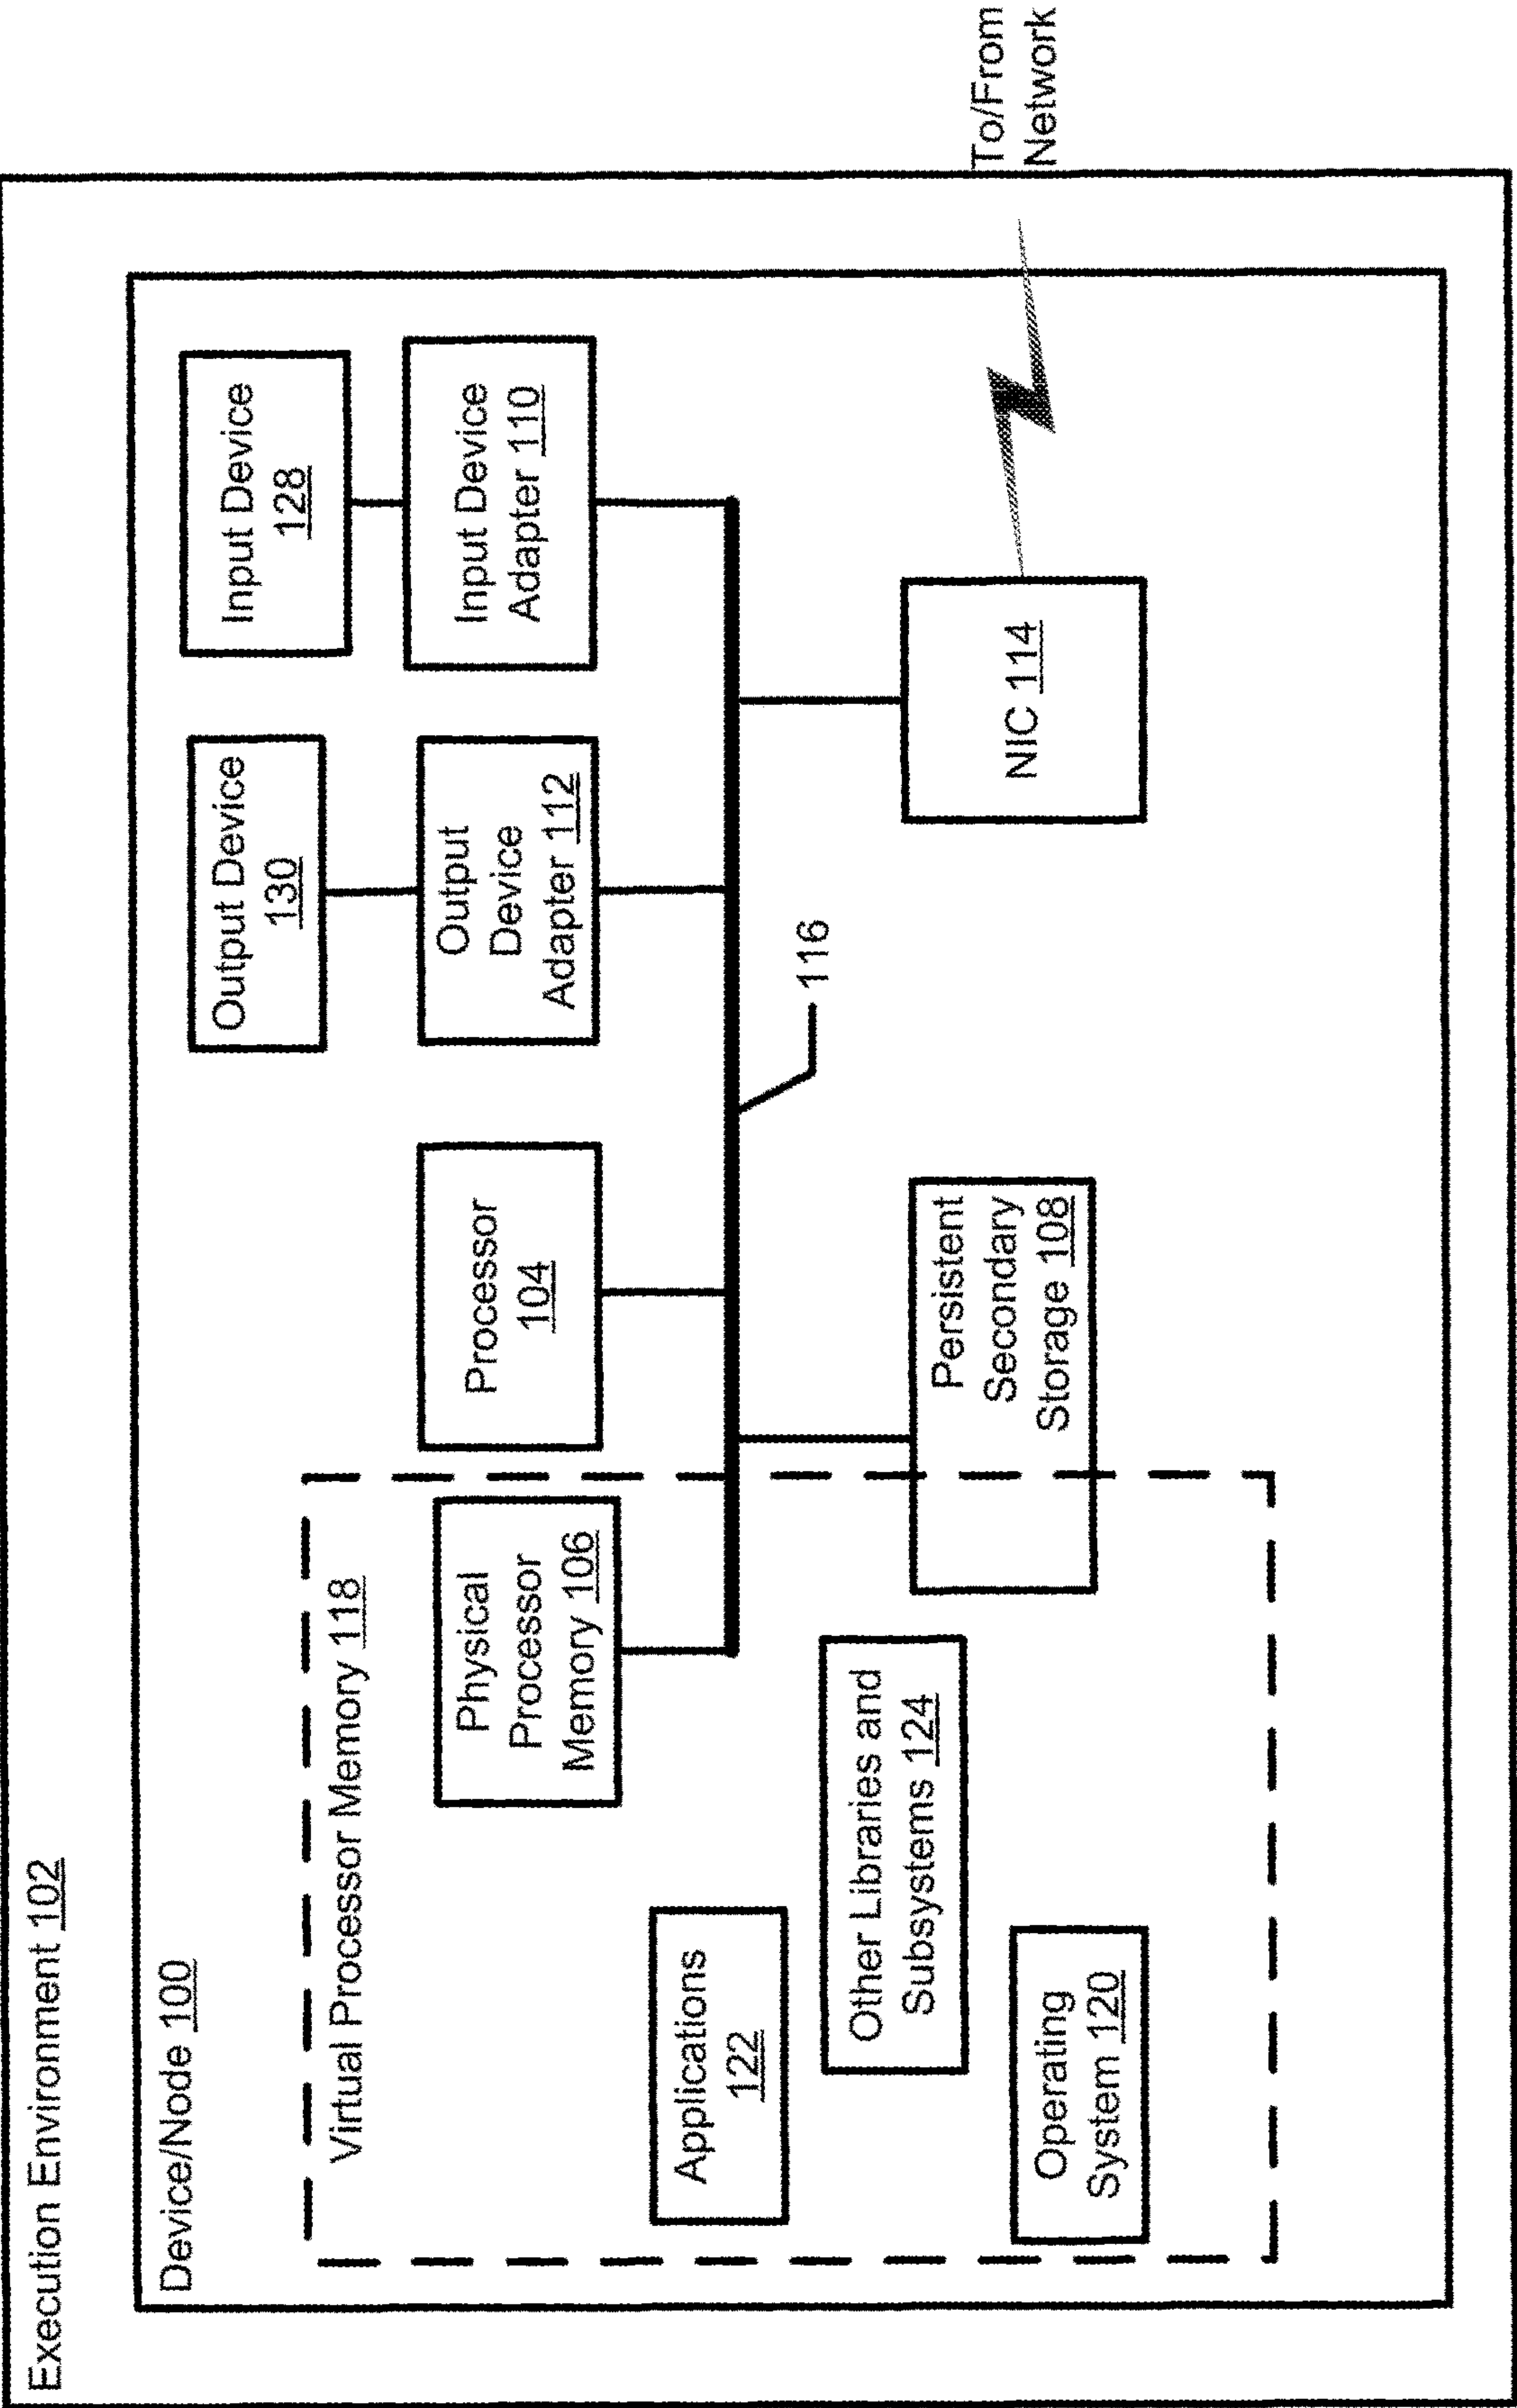 Execution Environment 102
Device/Node 100
Virtual Processor Memory 118
Physical
Processor
Memory 106
Applications
122
Other Libraries and
Subsystems 124
Operating
System 120
Processor
104
Persistent
Secondary
Storage 108
116
Output Device
130
Output
Device
Adapter 112
Input Device
128
Input Device
Adapter 110
NIC 114
To/From
Network